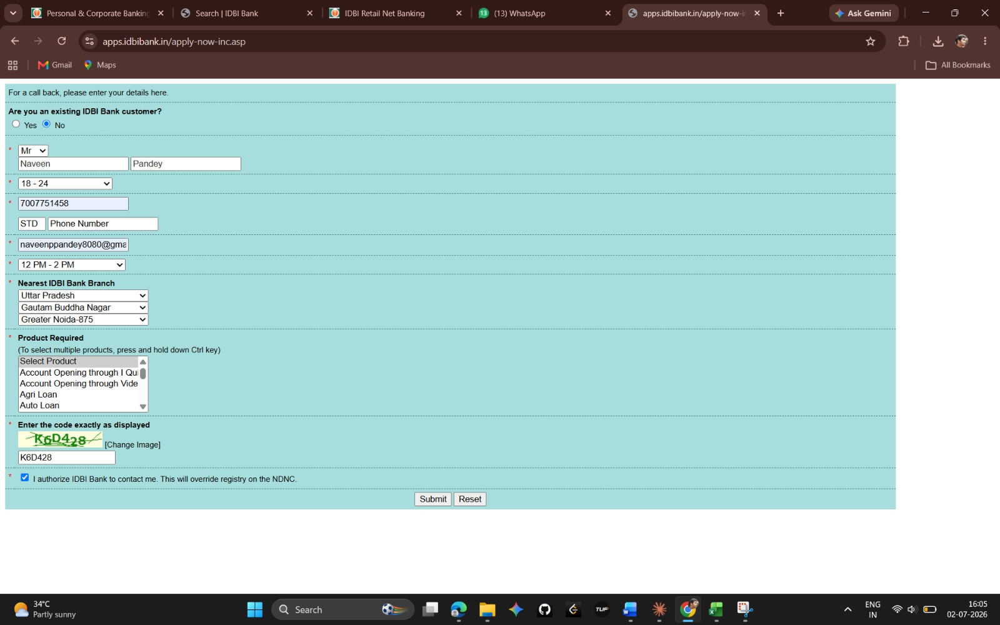 Personal & Corporate Banking
Search | IDBI Bank
IDBI Retail Net Banking
13
(13) WhatsApp
apps.idbibank.in/apply-now-in
Ask Gemini
apps.idbibank.in/apply-now-inc.asp
Gmail
Maps
All Bookmarks
For a call back, please enter your details here.
Are you an existing IDBI Bank customer?
Yes No
* Mr
Naveen Pandey
* 18 - 24
* 7007751458
STD Phone Number
* naveenppandey8080@gma
* 12 PM - 2 PM
* Nearest IDBI Bank Branch
Uttar Pradesh
Gautam Buddha Nagar
Greater Noida-875
* Product Required
(To select multiple products, press and hold down Ctrl key)
Select Product
Account Opening through I Qui
Account Opening through Vide
Agri Loan
Auto Loan
* Enter the code exactly as displayed
K6D428 [Change Image]
K6D428
* I authorize IDBI Bank to contact me. This will override registry on the NDNC.
Submit Reset
34°C
Partly sunny
Search
TUF
ENG
IN
16:05
02-07-2026